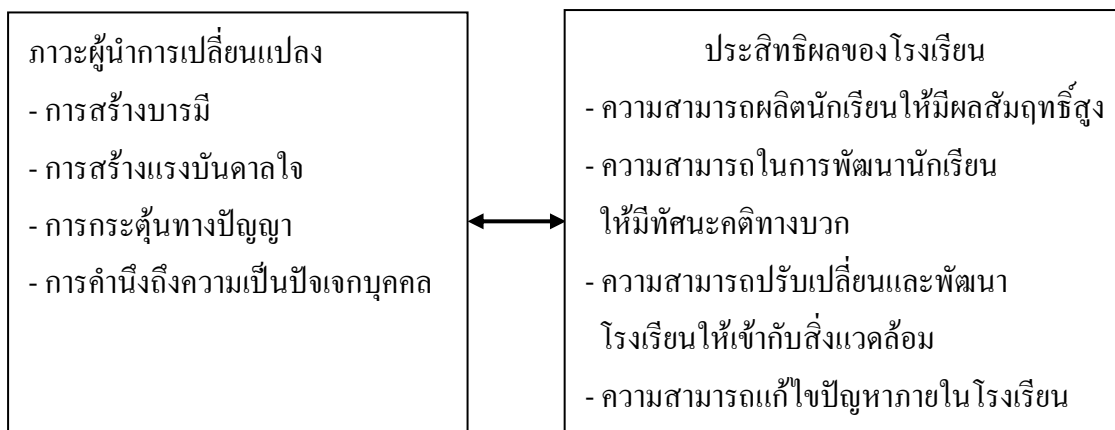 ภาวะผู้นำการเปลี่ยนแปลง
- การสร้างบารมี
- การสร้างแรงบันดาลใจ
- การกระตุ้นทางปัญญา
- การคำนึงถึงความเป็นปัจเจกบุคคล
ประสิทธิผลของโรงเรียน
- ความสามารถผลิตนักเรียนให้มีผลสัมฤทธิ์สูง
- ความสามารถในการพัฒนานักเรียน
ให้มีทัศนะคติทางบวก
- ความสามารถปรับเปลี่ยนและพัฒนา
โรงเรียนให้เข้ากับสิ่งแวดล้อม
- ความสามารถแก้ไขปัญหาภายในโรงเรียน